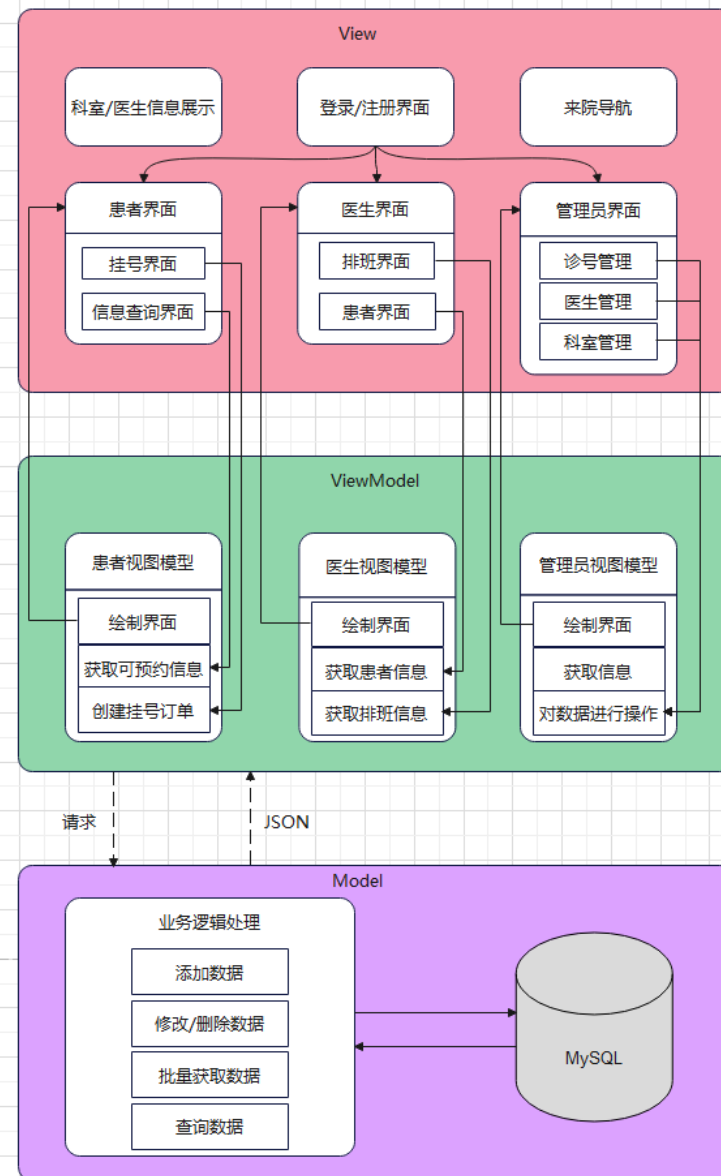 View
科室/医生信息展示
登录/注册界面
来院导航
患者界面
挂号界面
信息查询界面
医生界面
排班界面
患者界面
管理员界面
诊号管理
医生管理
科室管理
ViewModel
患者视图模型
绘制界面
获取可预约信息
创建挂号订单
医生视图模型
绘制界面
获取患者信息
获取排班信息
管理员视图模型
绘制界面
获取信息
对数据进行操作
请求
JSON
Model
业务逻辑处理
添加数据
修改/删除数据
批量获取数据
查询数据
MySQL